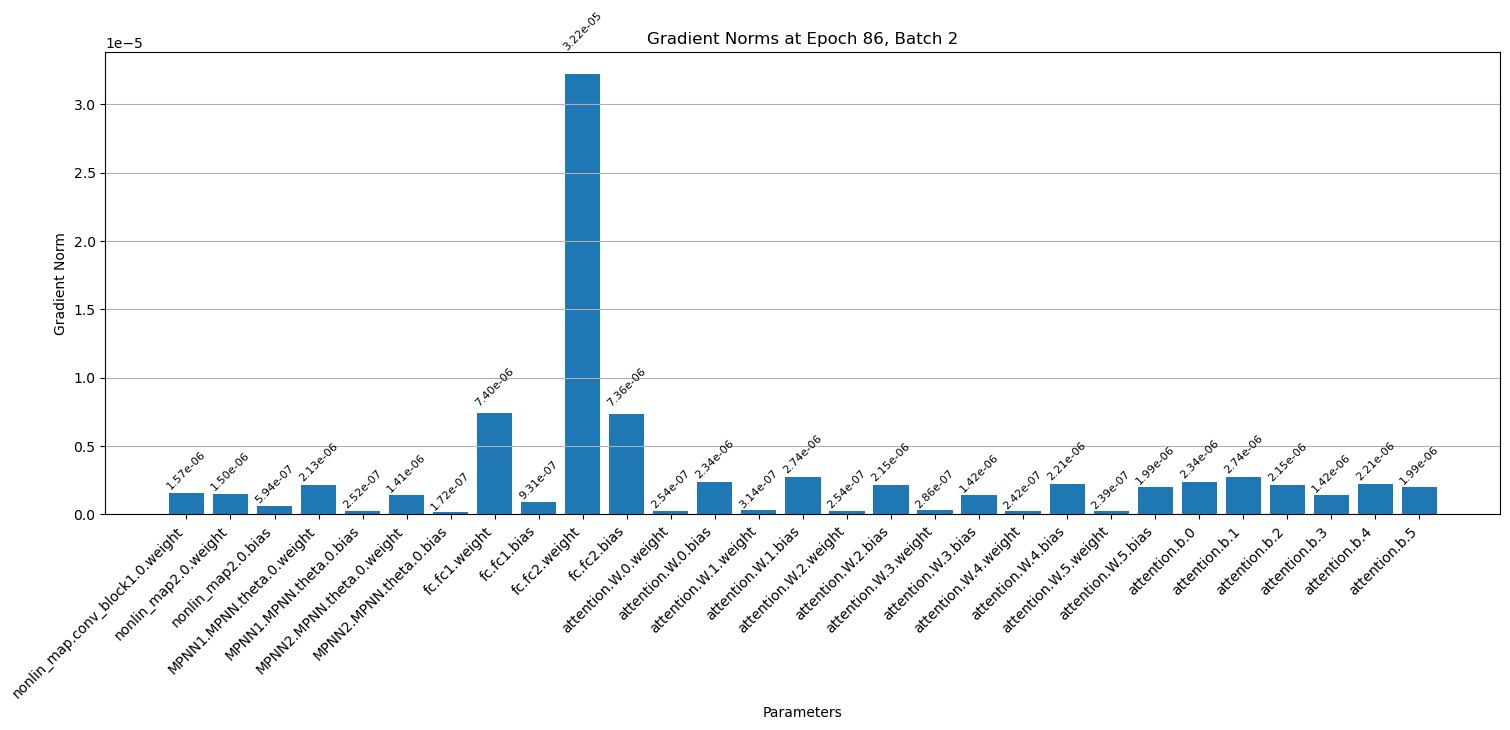 Gradient Norms at Epoch 86, Batch 2
1e−5
3.0
2.5
2.0
1.5
1.0
0.5
0.0
Gradient Norm
1.57e-06
1.50e-06
5.94e-07
2.13e-06
2.52e-07
1.41e-06
1.72e-07
7.40e-06
9.31e-07
3.22e-05
7.36e-06
2.54e-07
2.34e-06
3.14e-07
2.74e-06
2.54e-07
2.15e-06
2.86e-07
1.42e-06
2.42e-07
2.21e-06
2.39e-07
1.99e-06
2.34e-06
2.74e-06
2.15e-06
1.42e-06
2.21e-06
1.99e-06
nonlin_map.conv_block1.0.weight
nonlin_map2.0.weight
nonlin_map2.0.bias
MPNN1.MPNN.theta.0.weight
MPNN1.MPNN.theta.0.bias
MPNN2.MPNN.theta.0.weight
MPNN2.MPNN.theta.0.bias
fc.fc1.weight
fc.fc1.bias
fc.fc2.weight
fc.fc2.bias
attention.W.0.weight
attention.W.0.bias
attention.W.1.weight
attention.W.1.bias
attention.W.2.weight
attention.W.2.bias
attention.W.3.weight
attention.W.3.bias
attention.W.4.weight
attention.W.4.bias
attention.W.5.weight
attention.W.5.bias
attention.b.0
attention.b.1
attention.b.2
attention.b.3
attention.b.4
attention.b.5
Parameters